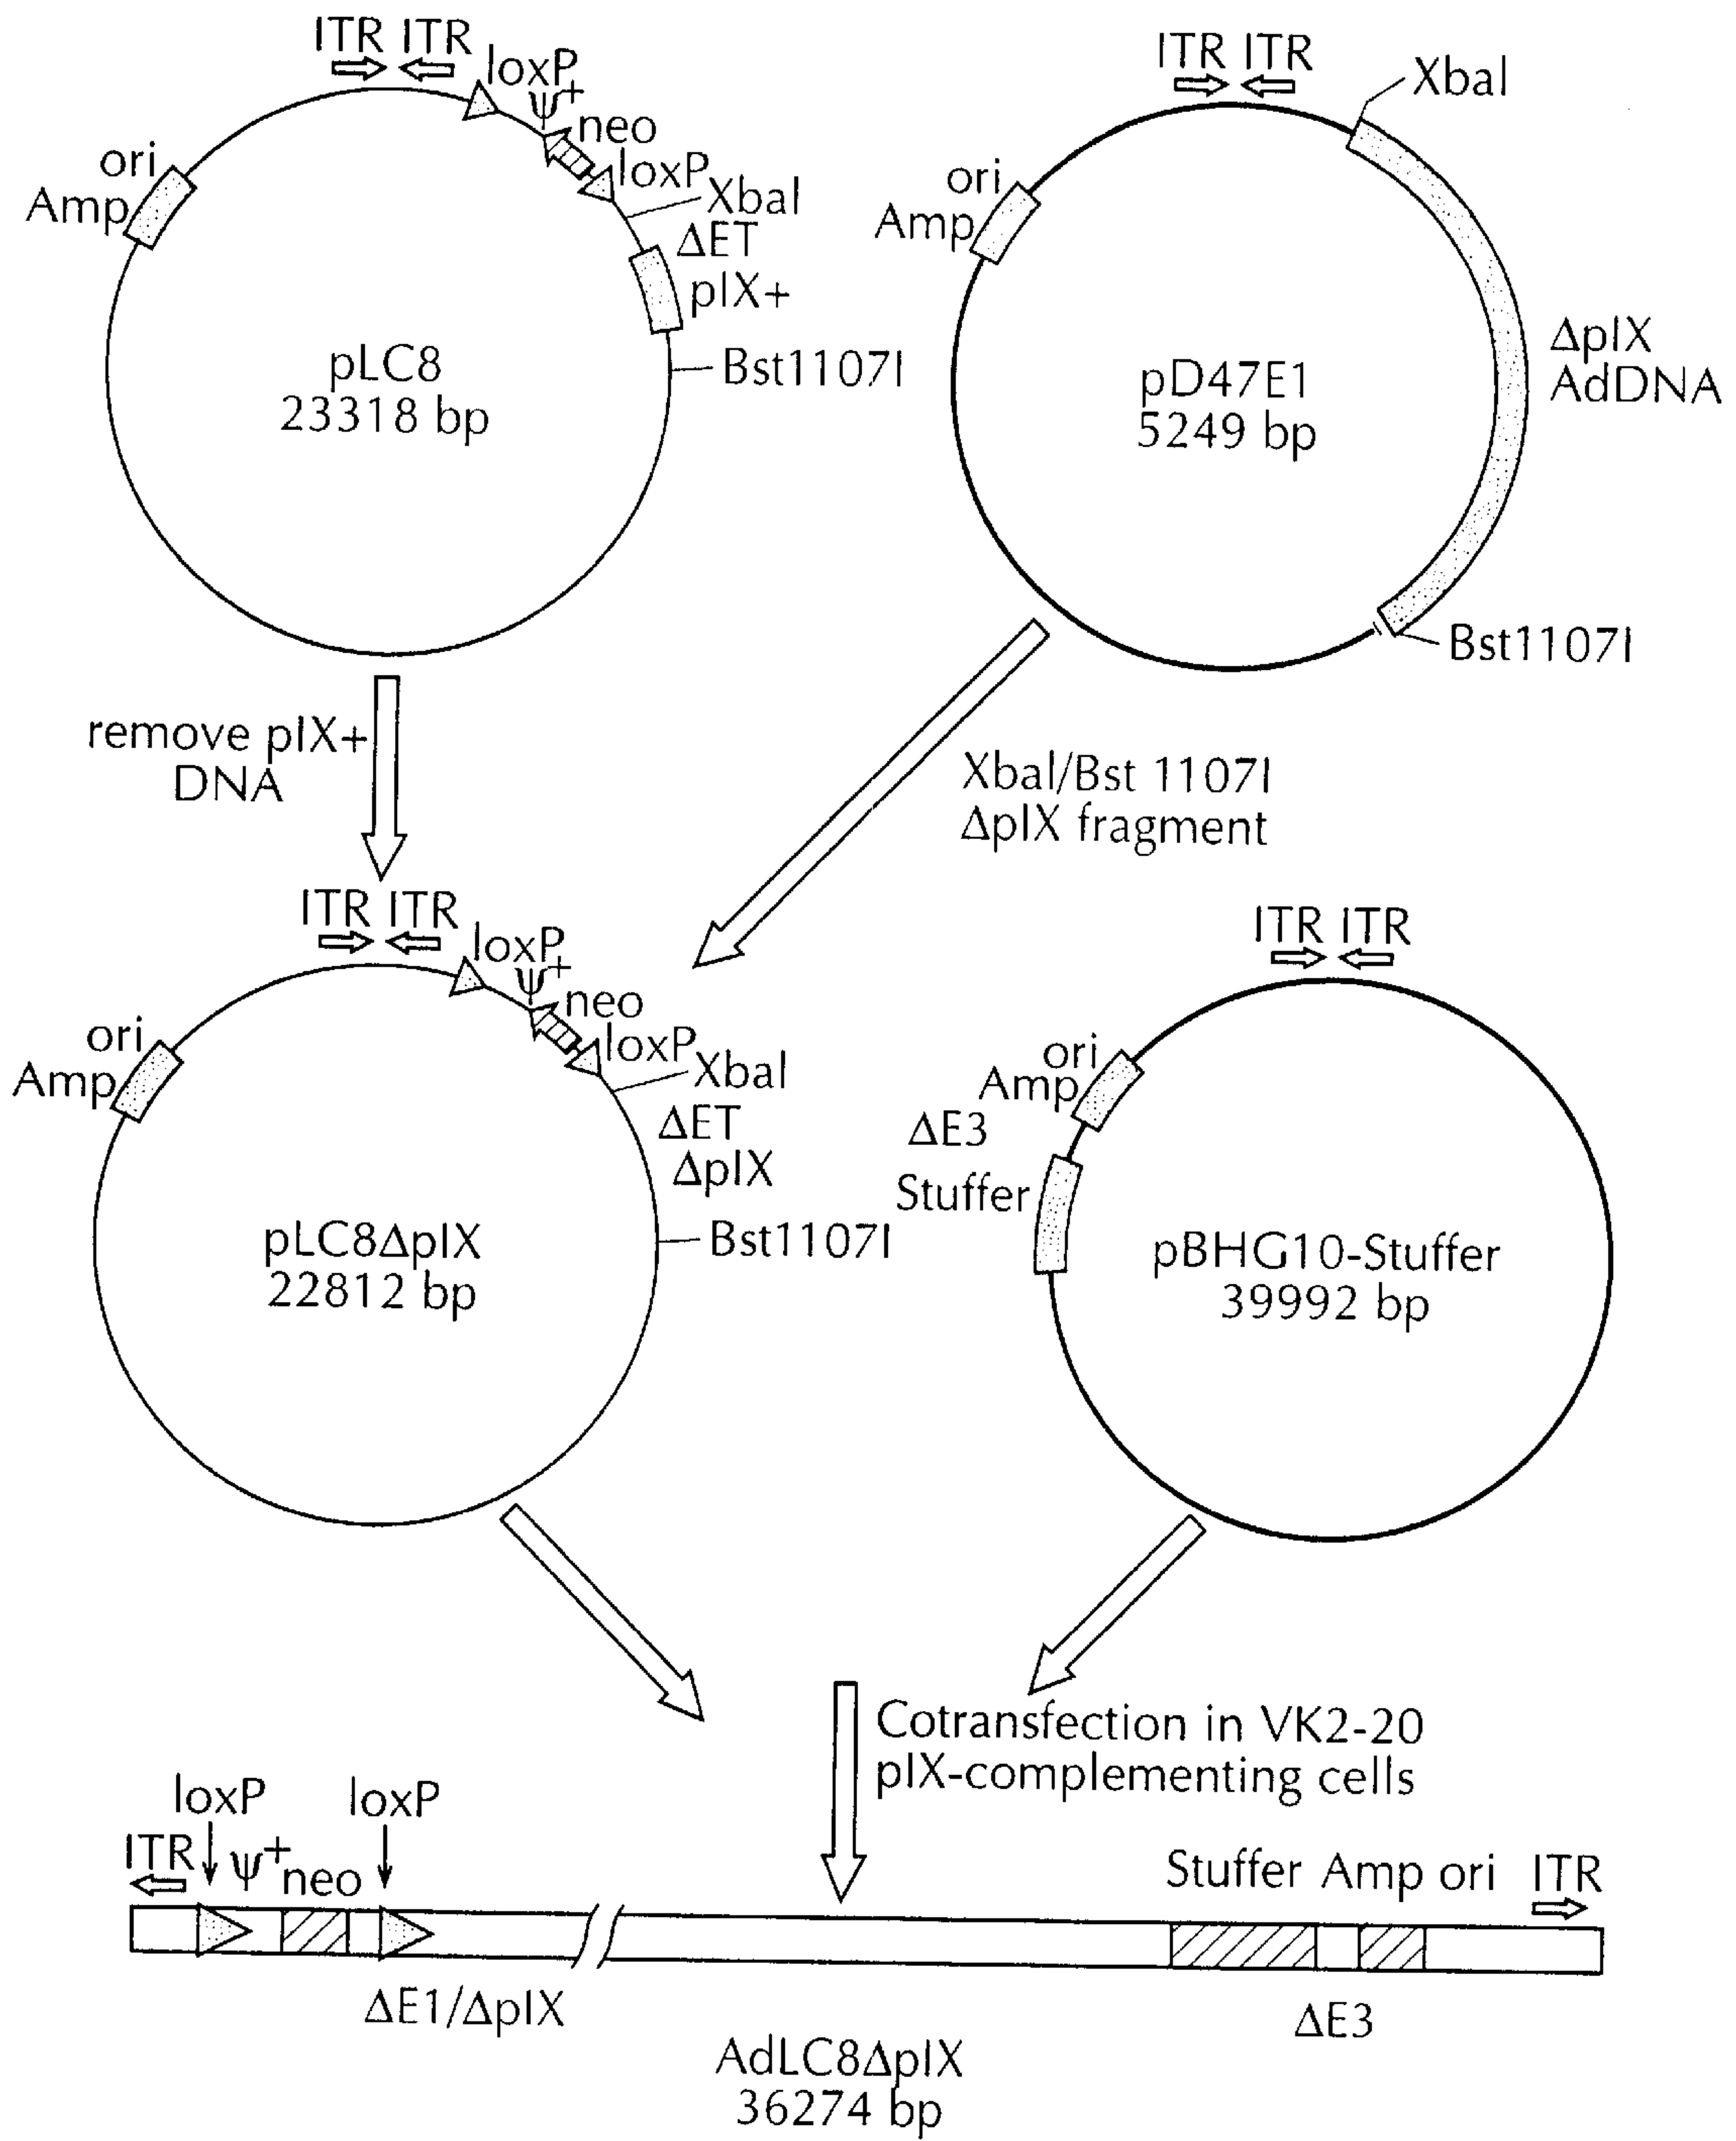 ITR ITR
loxP
ψ+
neo
loxP
XbaI
ori
Amp
ΔET
pIX+
Bst1107I
pLC8
23318 bp
ITR ITR
XbaI
ori
Amp
ΔpIX
AdDNA
pD47E1
5249 bp
Bst1107I
remove pIX+
DNA
XbaI/Bst 1107I
ΔpIX fragment
ITR ITR
loxP
ψ+
neo
loxP
XbaI
ori
Amp
ΔET
ΔpIX
Bst1107I
pLC8ΔpIX
22812 bp
ITR ITR
ori
Amp
ΔE3
Stuffer
pBHG10-Stuffer
39992 bp
Cotransfection in VK2-20
pIX-complementing cells
loxP loxP
ITR ψ+ neo
Stuffer Amp ori ITR
ΔE1/ΔpIX
ΔE3
AdLC8ΔpIX
36274 bp